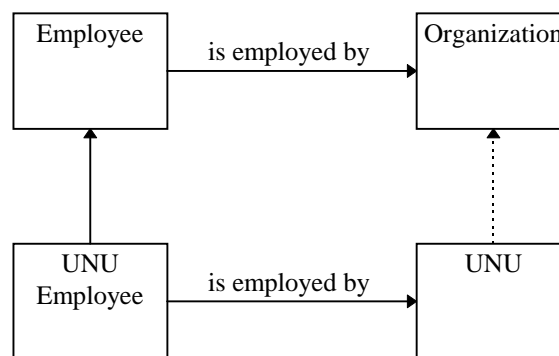 Employee
is employed by
Organization
UNU
Employee
is employed by
UNU